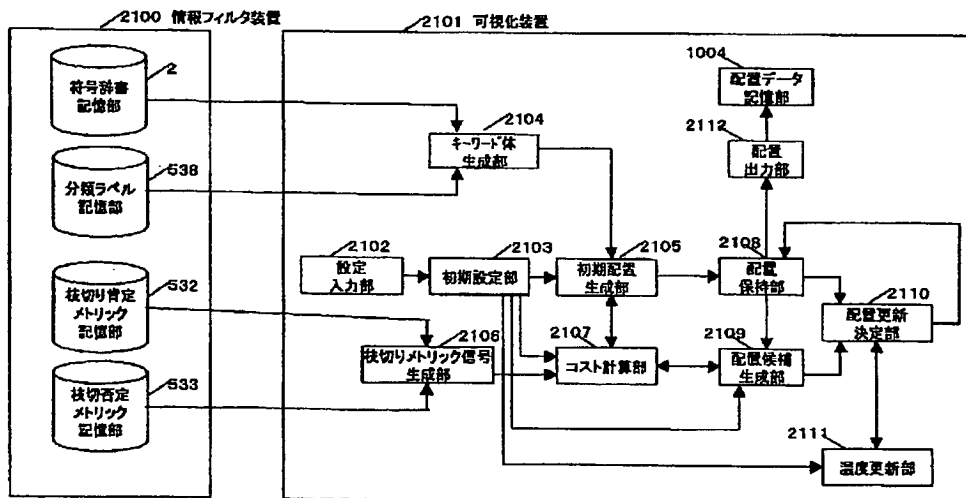 2100 情報フィルタ装置
2101 可視化装置
2
符号辞書
記憶部
538
分類ラベル
記憶部
532
枝切り肯定
メトリック
記憶部
533
枝切否定
メトリック
記憶部
1004
配置データ
記憶部
2112
配置
出力部
2104
キーワード体
生成部
2102
設定
入力部
2103
初期設定部
2105
初期配置
生成部
2108
配置
保持部
2110
配置更新
決定部
2106
枝切りメトリック信号
生成部
2107
コスト計算部
2109
配置候補
生成部
2111
温度更新部